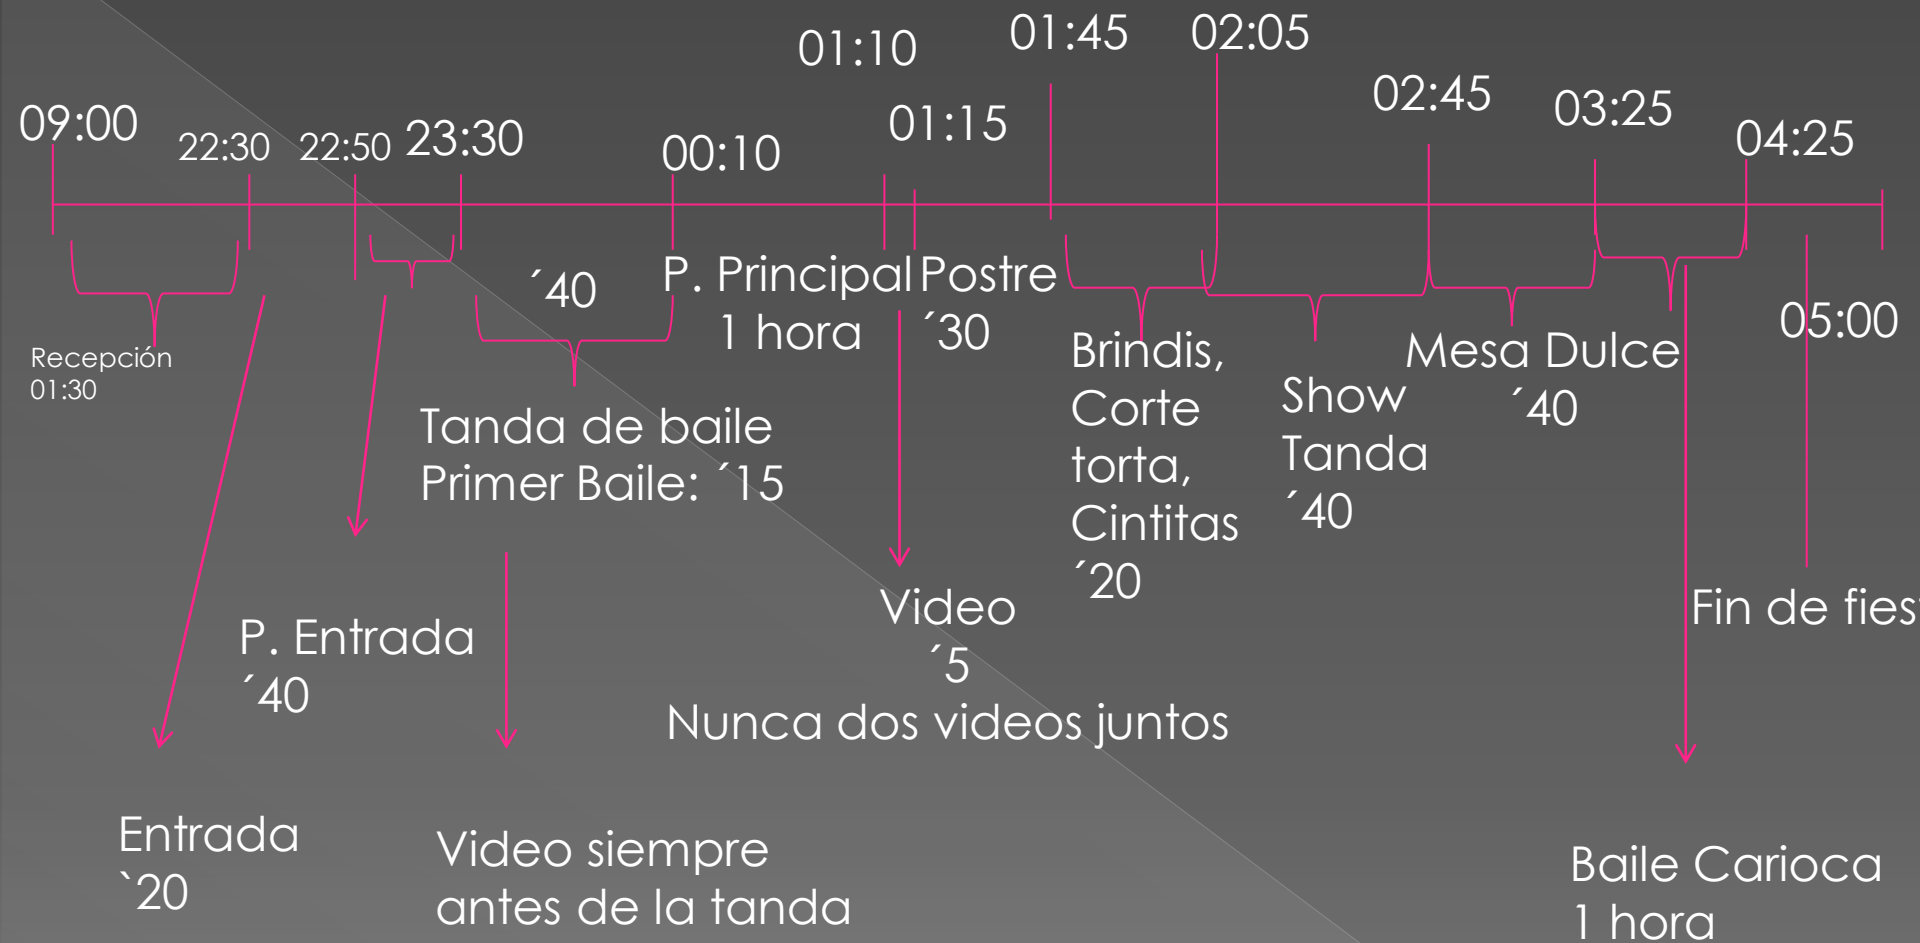 09:00
22:30
22:50
23:30
00:10
01:10
01:15
01:45
02:05
02:45
03:25
04:25
05:00
Recepción
01:30
´40
P. Principal
1 hora
Postre
´30
Tanda de baile
Primer Baile: ´15
Brindis,
Corte
torta,
Cintitas
´20
Show
Tanda
´40
Mesa Dulce
´40
P. Entrada
´40
Video
´5
Nunca dos videos juntos
Fin de fies
Entrada
`20
Video siempre
antes de la tanda
Baile Carioca
1 hora